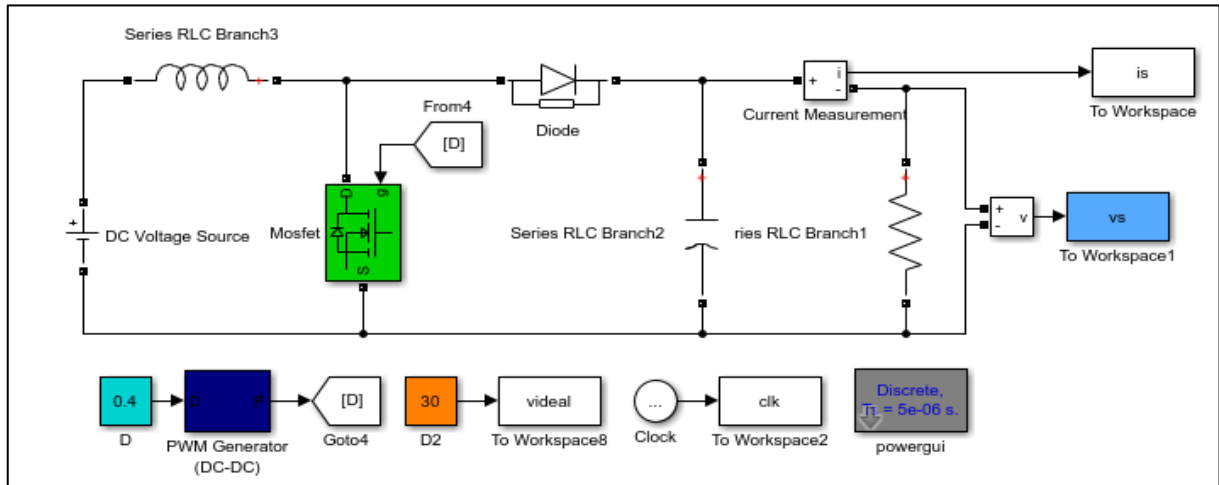 Series RLC Branch3
From4
[D]
Diode
i
+
-
Current Measurement
is
To Workspace
+
DC Voltage Source
Mosfet
D
g
S
Series RLC Branch2
ries RLC Branch1
+
-
v
vs
To Workspace1
0.4
D
D
P
PWM Generator
(DC-DC)
[D]
Goto4
30
D2
videal
To Workspace8
...
Clock
clk
To Workspace2
Discrete,
Ts = 5e-06 s.
powergui